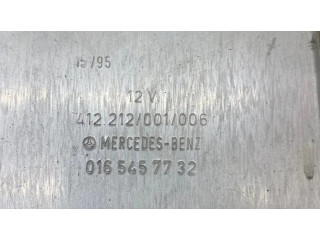 15/95
12 V
412.212/001/006
MERCEDES-BENZ
016 545 77 32